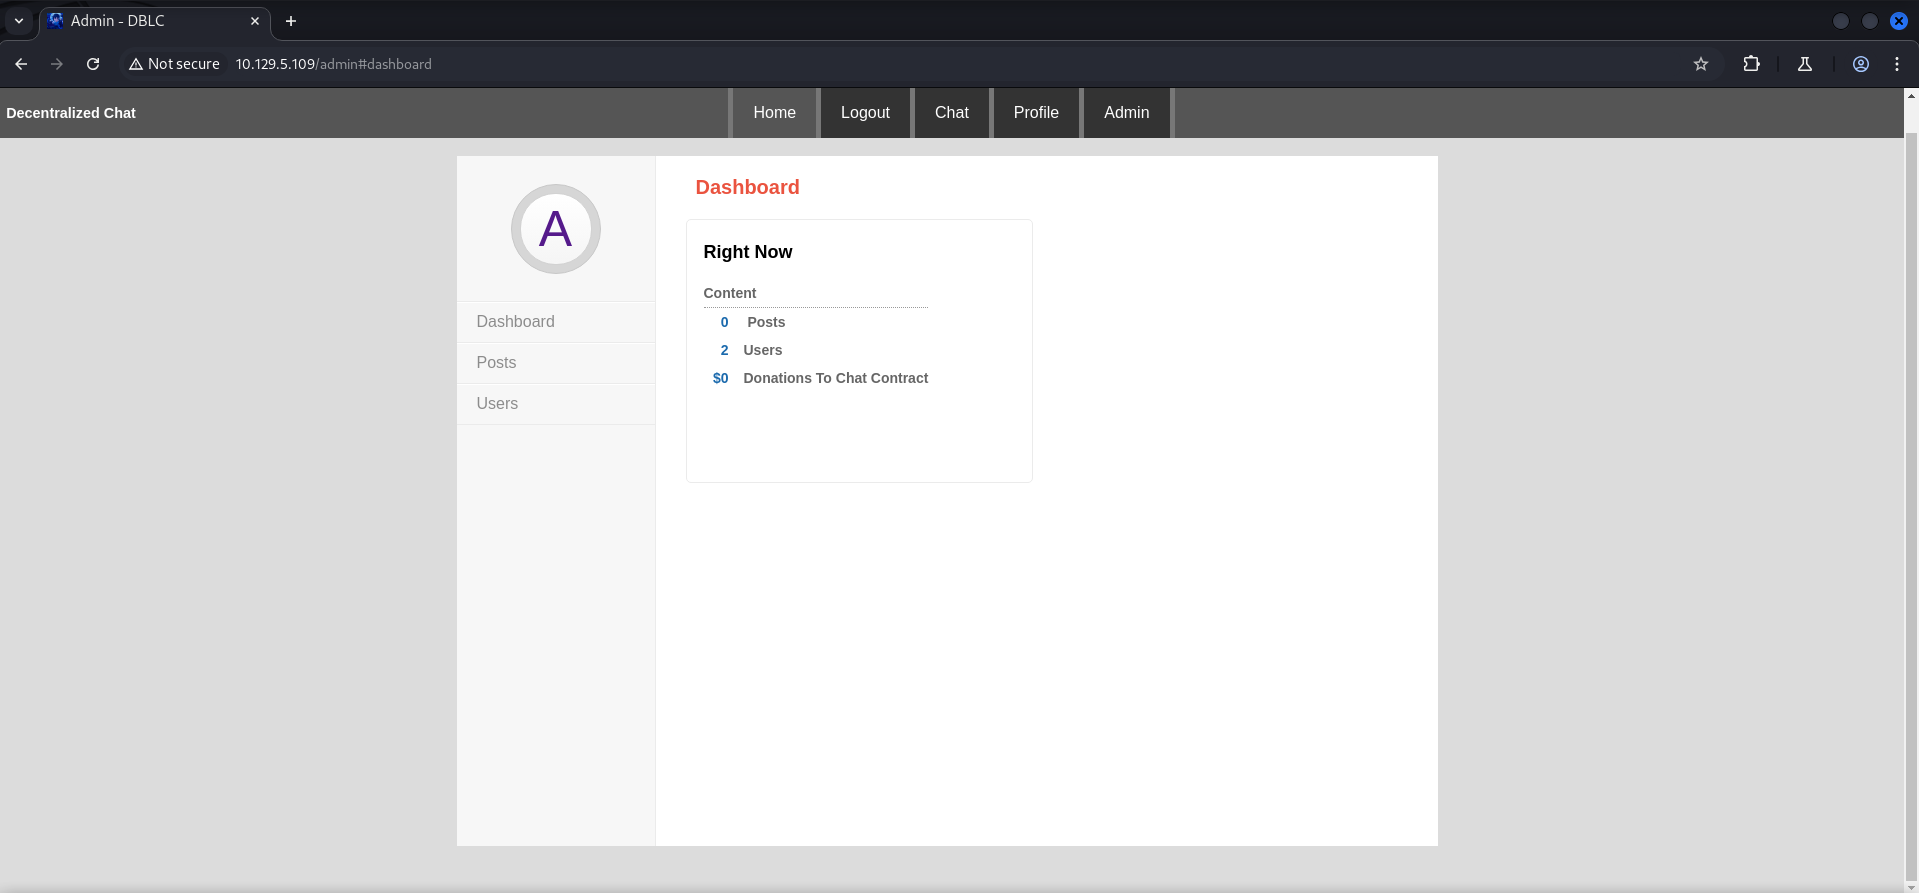 Admin - DBLC
Not secure 10.129.5.109/admin#dashboard
Decentralized Chat Home Logout Chat Profile Admin
A
Dashboard
Posts
Users
Dashboard
Right Now
Content
0 Posts
2 Users
$0 Donations To Chat Contract